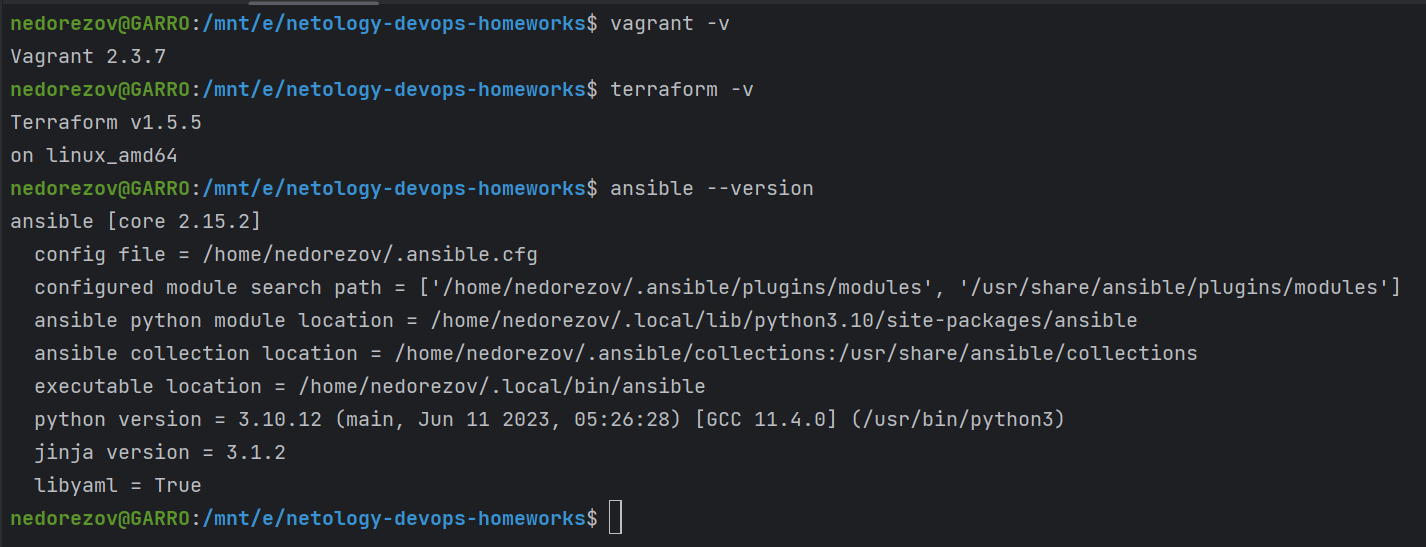 nedorezov@GARRO:/mnt/e/netology-devops-homeworks$ vagrant -v
Vagrant 2.3.7
nedorezov@GARRO:/mnt/e/netology-devops-homeworks$ terraform -v
Terraform v1.5.5
on linux_amd64
nedorezov@GARRO:/mnt/e/netology-devops-homeworks$ ansible --version
ansible [core 2.15.2]
  config file = /home/nedorezov/.ansible.cfg
  configured module search path = ['/home/nedorezov/.ansible/plugins/modules', '/usr/share/ansible/plugins/modules']
  ansible python module location = /home/nedorezov/.local/lib/python3.10/site-packages/ansible
  ansible collection location = /home/nedorezov/.ansible/collections:/usr/share/ansible/collections
  executable location = /home/nedorezov/.local/bin/ansible
  python version = 3.10.12 (main, Jun 11 2023, 05:26:28) [GCC 11.4.0] (/usr/bin/python3)
  jinja version = 3.1.2
  libyaml = True
nedorezov@GARRO:/mnt/e/netology-devops-homeworks$